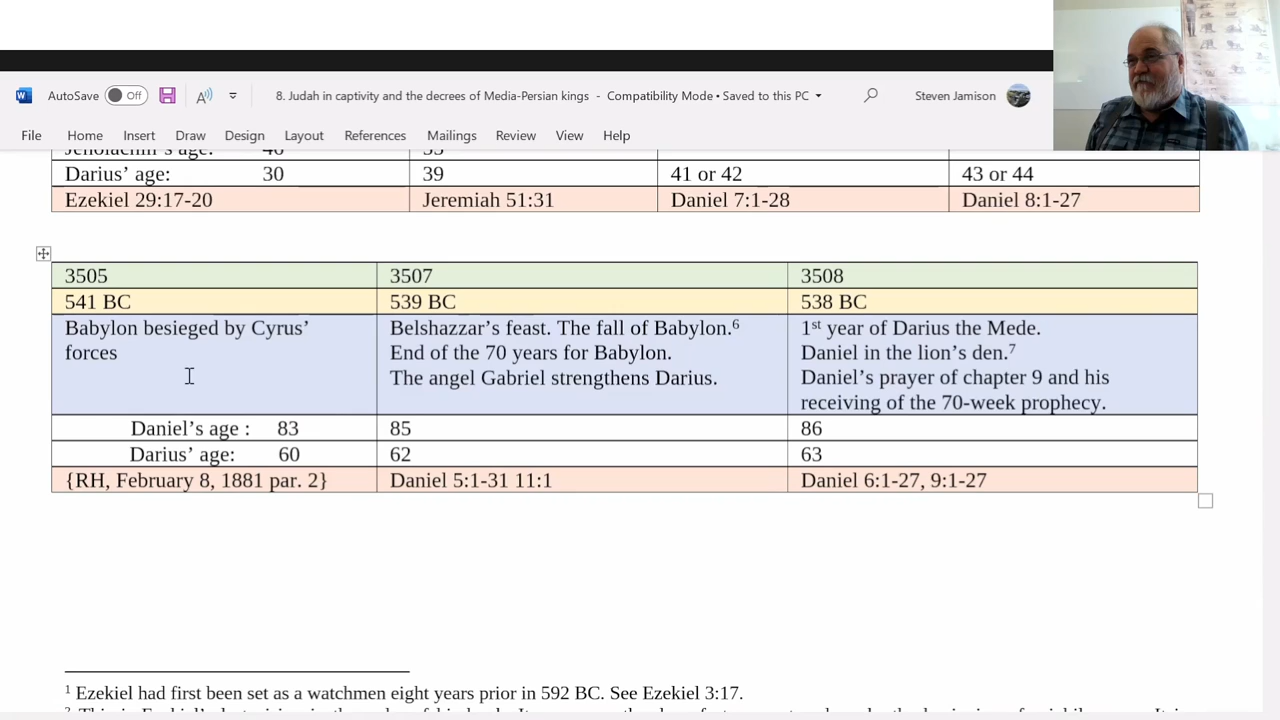 AutoSave Off 8. Judah in captivity and the decrees of Media-Persian kings - Compatibility Mode • Saved to this PC Steven Jamison
File Home Insert Draw Design Layout References Mailings Review View Help
Darius’ age: 30 39 41 or 42 43 or 44
Ezekiel 29:17-20 Jeremiah 51:31 Daniel 7:1-28 Daniel 8:1-27
3505 3507 3508
541 BC 539 BC 538 BC
Babylon besieged by Cyrus’ Belshazzar’s feast. The fall of Babylon.6 1st year of Darius the Mede.
forces End of the 70 years for Babylon. Daniel in the lion’s den.7
The angel Gabriel strengthens Darius. Daniel’s prayer of chapter 9 and his
receiving of the 70-week prophecy.
Daniel’s age : 83 85 86
Darius’ age: 60 62 63
{RH, February 8, 1881 par. 2} Daniel 5:1-31 11:1 Daniel 6:1-27, 9:1-27
1 Ezekiel had first been set as a watchmen eight years prior in 592 BC. See Ezekiel 3:17.